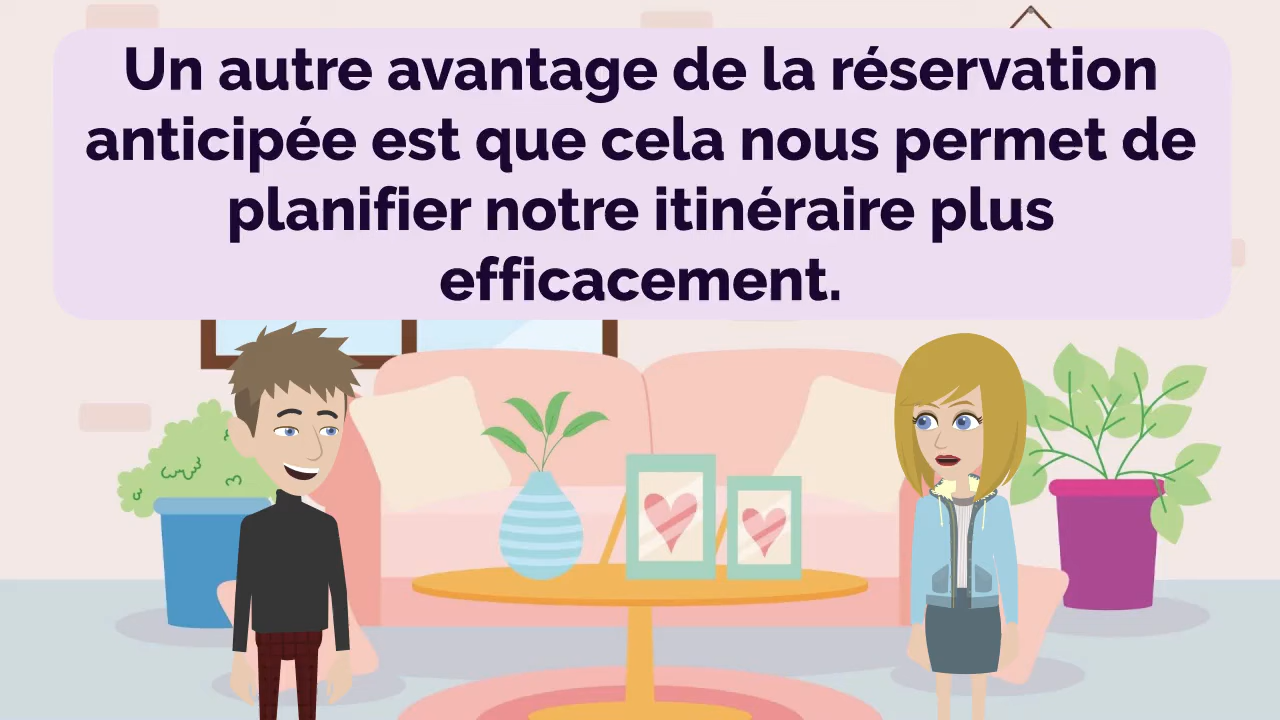 Un autre avantage de la réservation
anticipée est que cela nous permet de
planifier notre itinéraire plus
efficacement.